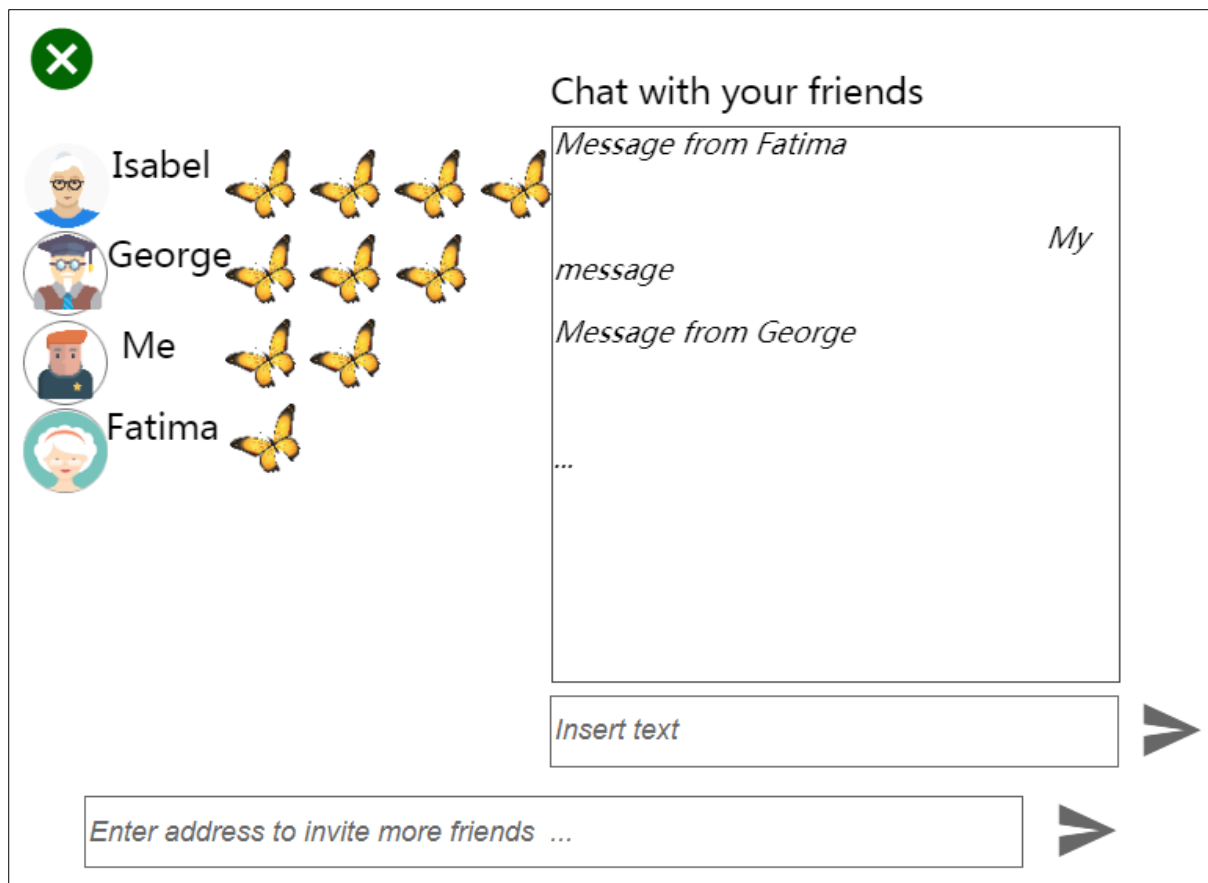 Chat with your friends
Isabel
George
Me
Fatima
Message from Fatima
My
message
Message from George
...
Insert text
Enter address to invite more friends ...